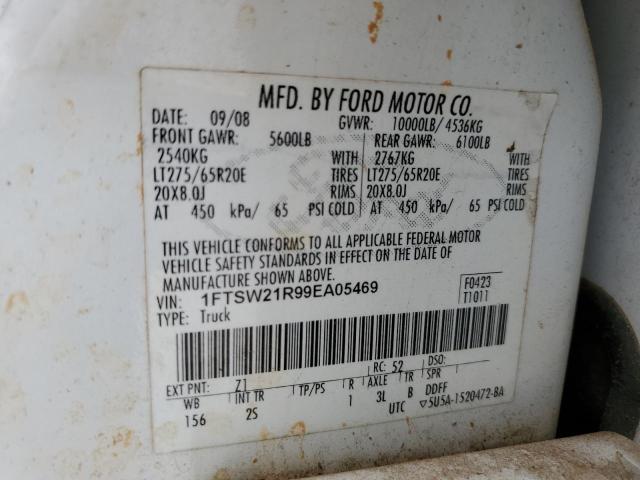 MFD. BY FORD MOTOR CO.
DATE: 09/08 GVWR: 10000LB/ 4536KG
FRONT GAWR: 5600LB REAR GAWR: 6100LB
2540KG WITH 2767KG WITH
LT275/65R20E TIRES LT275/65R20E TIRES
20X8.0J RIMS 20X8.0J RIMS
AT 450 kPa/ 65 PSI COLD AT 450 kPa/ 65 PSI COLD
THIS VEHICLE CONFORMS TO ALL APPLICABLE FEDERAL MOTOR
VEHICLE SAFETY STANDARDS IN EFFECT ON THE DATE OF
MANUFACTURE SHOWN ABOVE.
VIN: 1FTSW21R99EA05469 F0423
TYPE: Truck T1011
EXT PNT: Z1 RC: 52 DSO:
WB INT TR TP/PS R AXLE TR SPR
156 2S 1 3L B DDFF
UTC ▽5U5A-1520472-BA